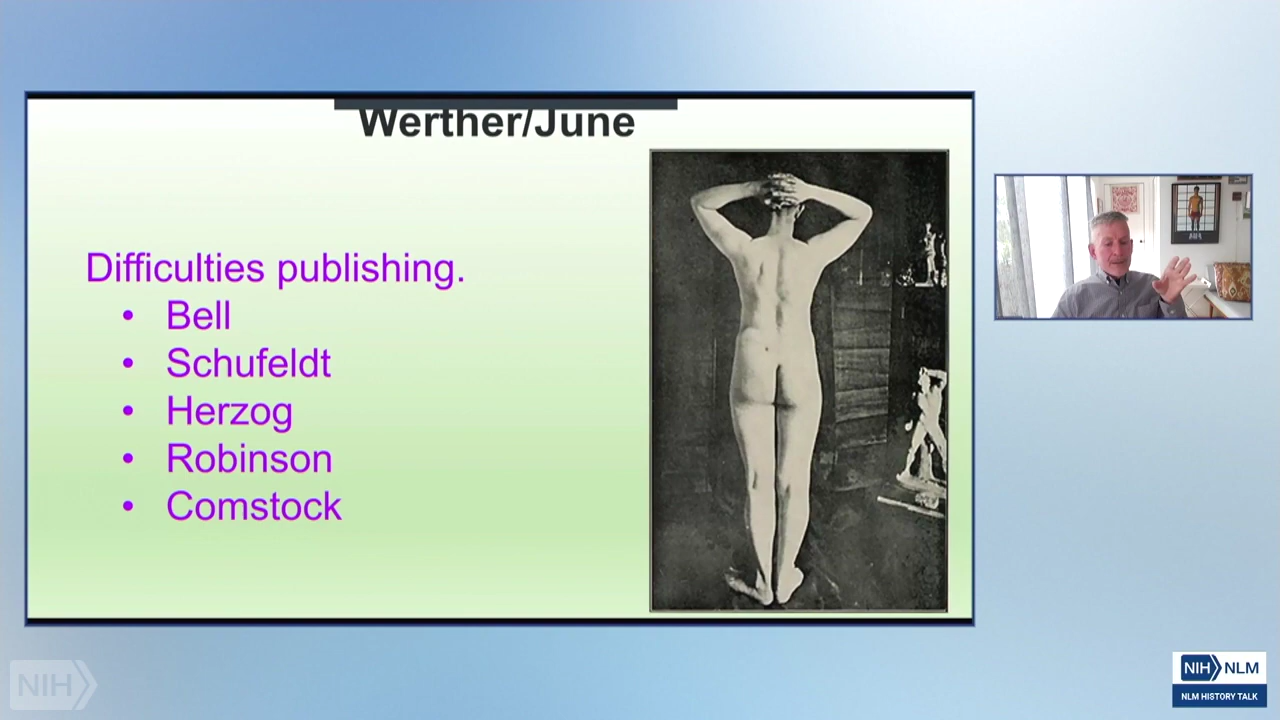 Werther/June
Difficulties publishing.
• Bell
• Schufeldt
• Herzog
• Robinson
• Comstock
NIH
NIH NLM
NLM HISTORY TALK